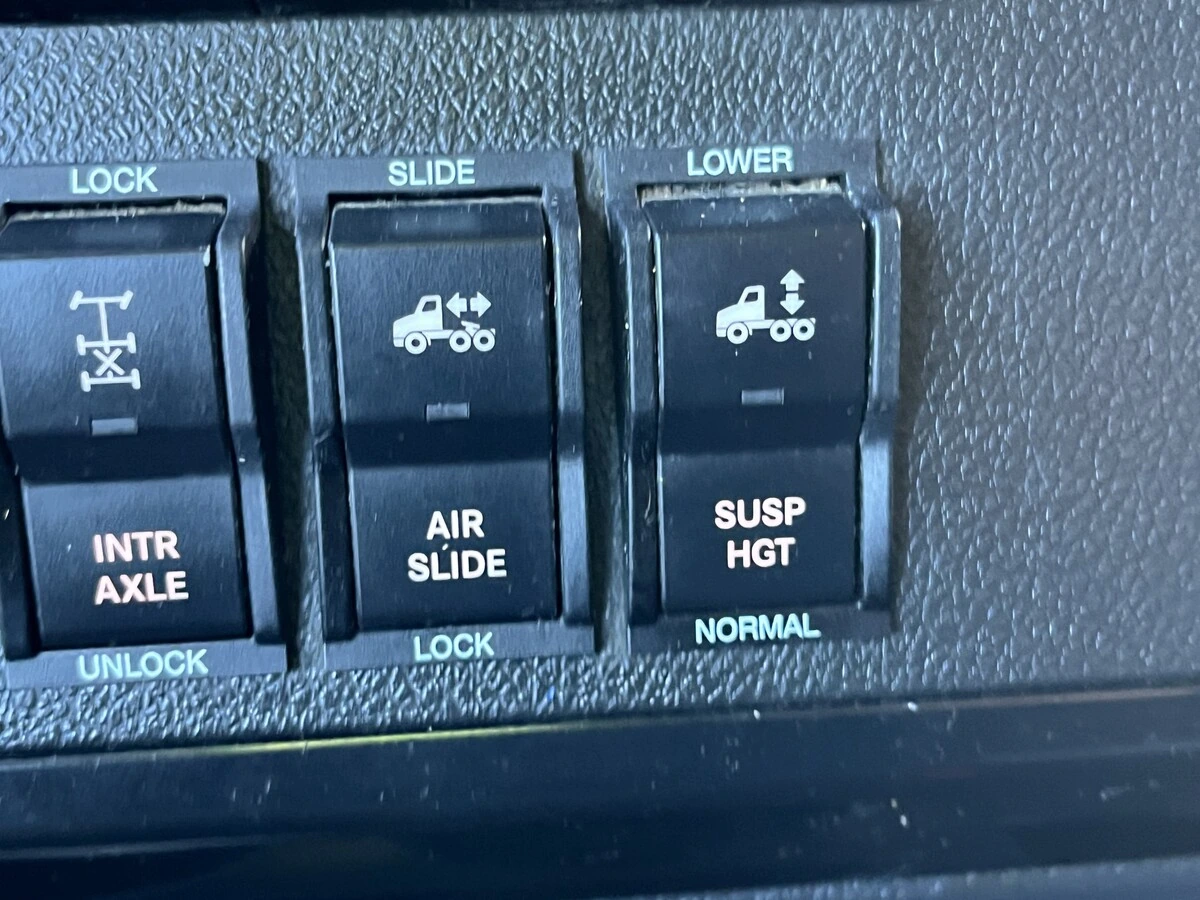 LOCK
INTR
AXLE
UNLOCK
SLIDE
AIR
SLIDE
LOCK
LOWER
SUSP
HGT
NORMAL